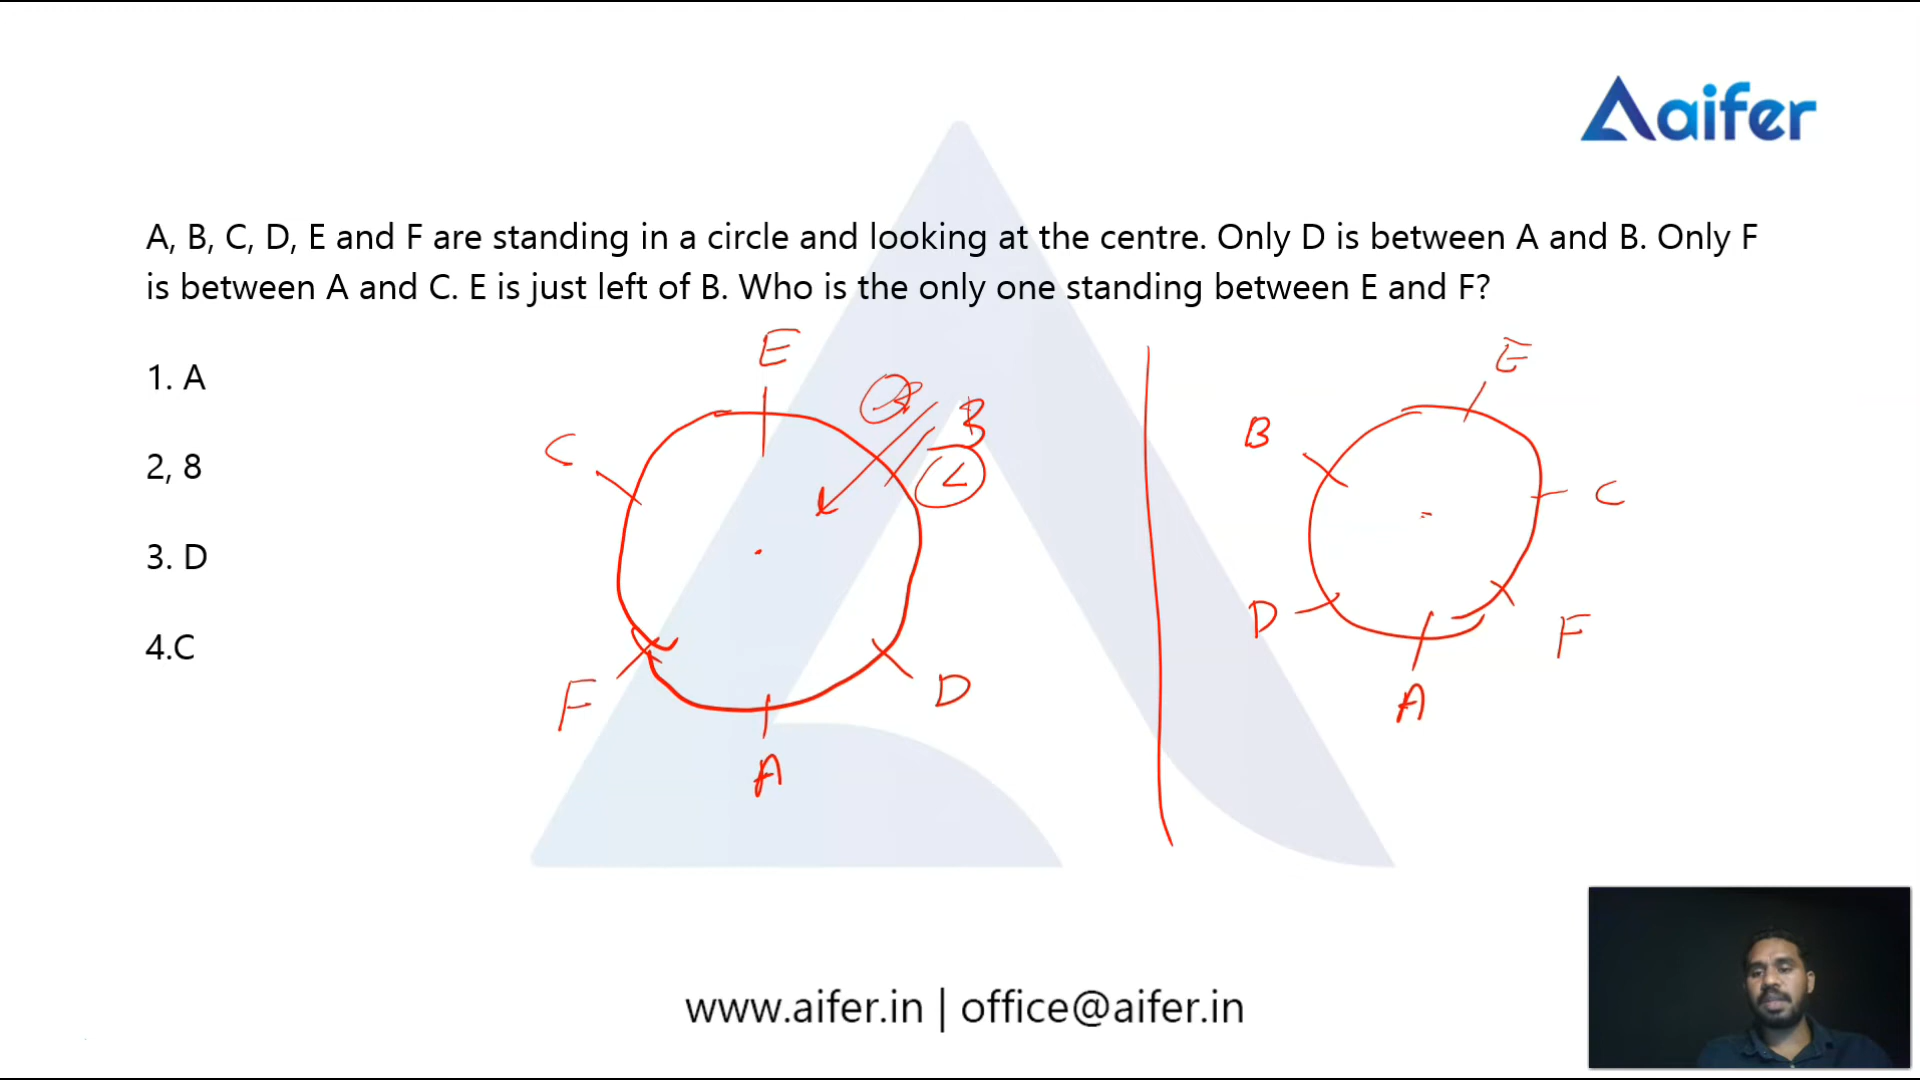 aifer
A, B, C, D, E and F are standing in a circle and looking at the centre. Only D is between A and B. Only F
is between A and C. E is just left of B. Who is the only one standing between E and F?
1. A
2, 8
3. D
4.C
E
B
C
L
F
D
A
E
B
C
D
F
A
www.aifer.in | office@aifer.in